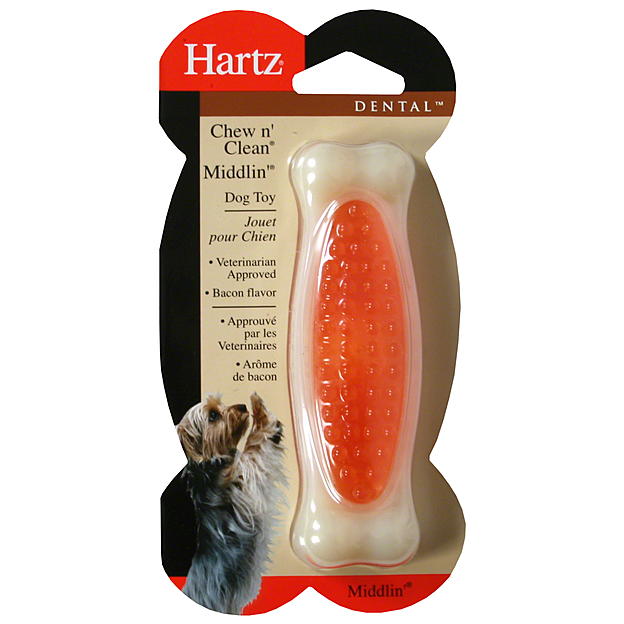 Hartz®
DENTAL™
Chew n'
Clean®
Middlin'®
Dog Toy
Jouet
pour Chien
• Veterinarian
Approved
• Bacon flavor
• Approuvé
par les
Veterinaires
• Arôme
de bacon
Middlin'®